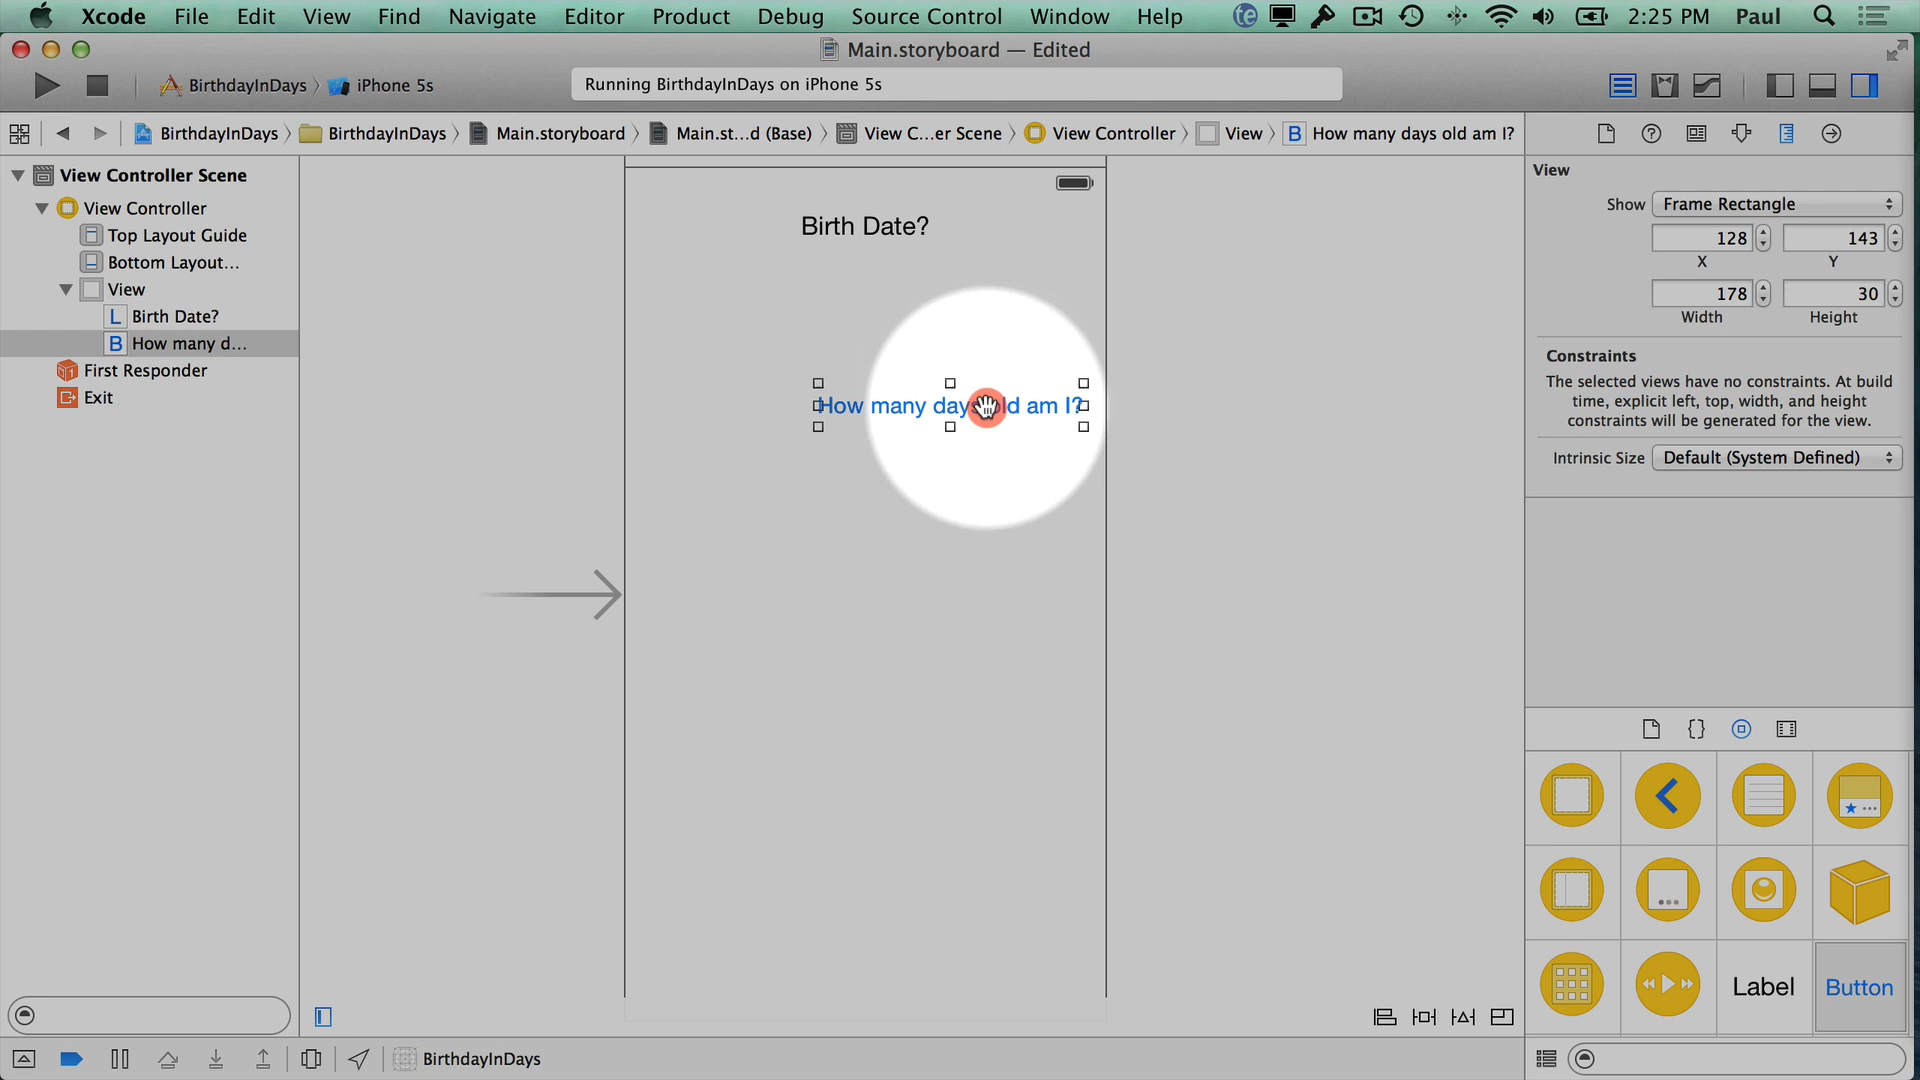 Xcode File Edit View Find Navigate Editor Product Debug Source Control Window Help te 2:25 PM Paul
Main.storyboard — Edited
BirthdayInDays iPhone 5s
Running BirthdayInDays on iPhone 5s
BirthdayInDays BirthdayInDays Main.storyboard Main.st...d (Base) View C...er Scene View Controller View B How many days old am I?
View Controller Scene
View Controller
Top Layout Guide
Bottom Layout...
View
L Birth Date?
B How many d...
First Responder
Exit
Birth Date?
How many days old am I?
View
Show Frame Rectangle
128 143
X Y
178 30
Width Height
Constraints
The selected views have no constraints. At build
time, explicit left, top, width, and height
constraints will be generated for the view.
Intrinsic Size Default (System Defined)
Label Button
BirthdayInDays